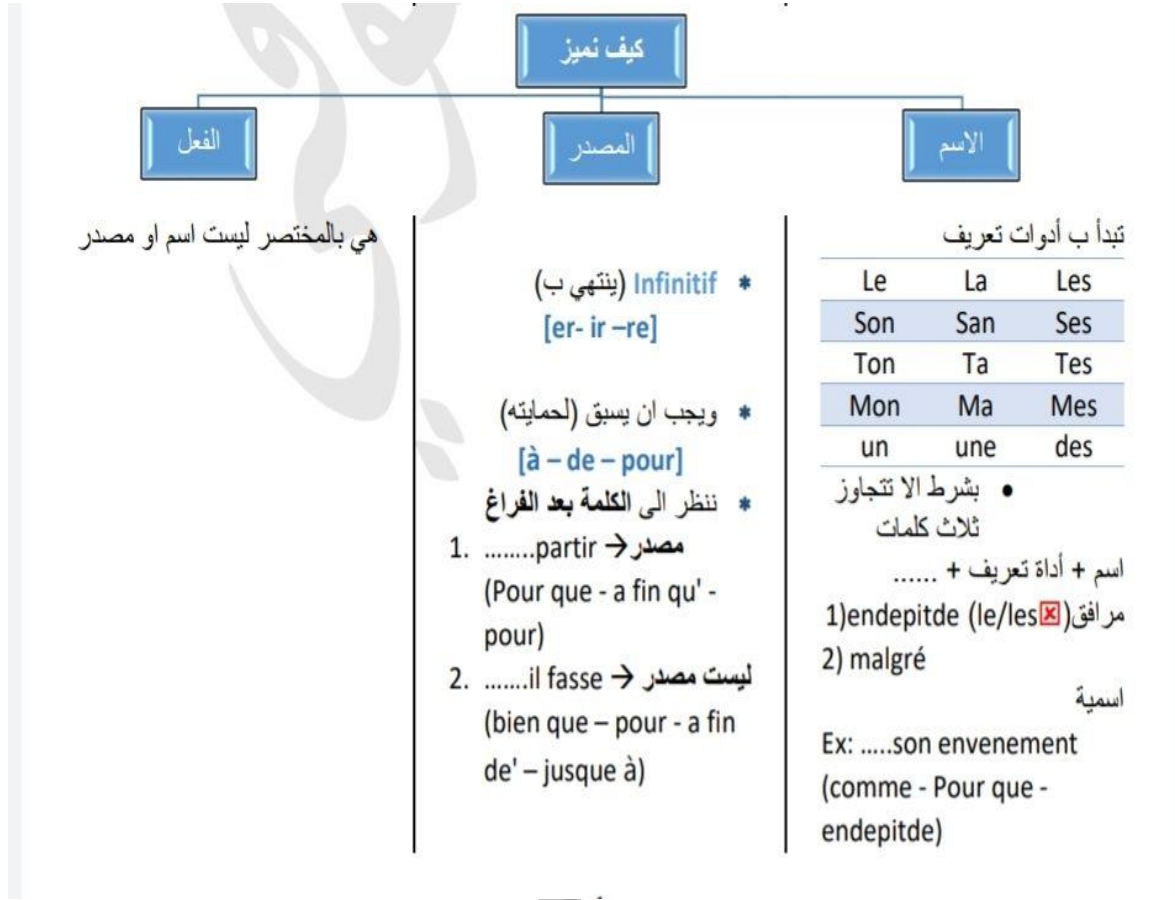 كيف نميز
الاسم
المصدر
الفعل
تبدأ ب أدوات تعريف
Le La Les
Son San Ses
Ton Ta Tes
Mon Ma Mes
un une des
• بشرط الا تتجاوز
ثلاث كلمات
اسم + أداة تعريف + ......
1)endepitde (le/les❌)مرافق
2) malgré
اسمية
Ex: .....son envenement
(comme - Pour que -
endepitde)
* Infinitif (ينتهي ب)
[er- ir –re]
* ويجب ان يسبق (لحمايته)
[à – de – pour]
* ننظر الى الكلمة بعد الفراغ
1. ........partir → مصدر
(Pour que - a fin qu' -
pour)
2. .......il fasse → ليست مصدر
(bien que – pour - a fin
de' – jusque à)
هي بالمختصر ليست اسم او مصدر